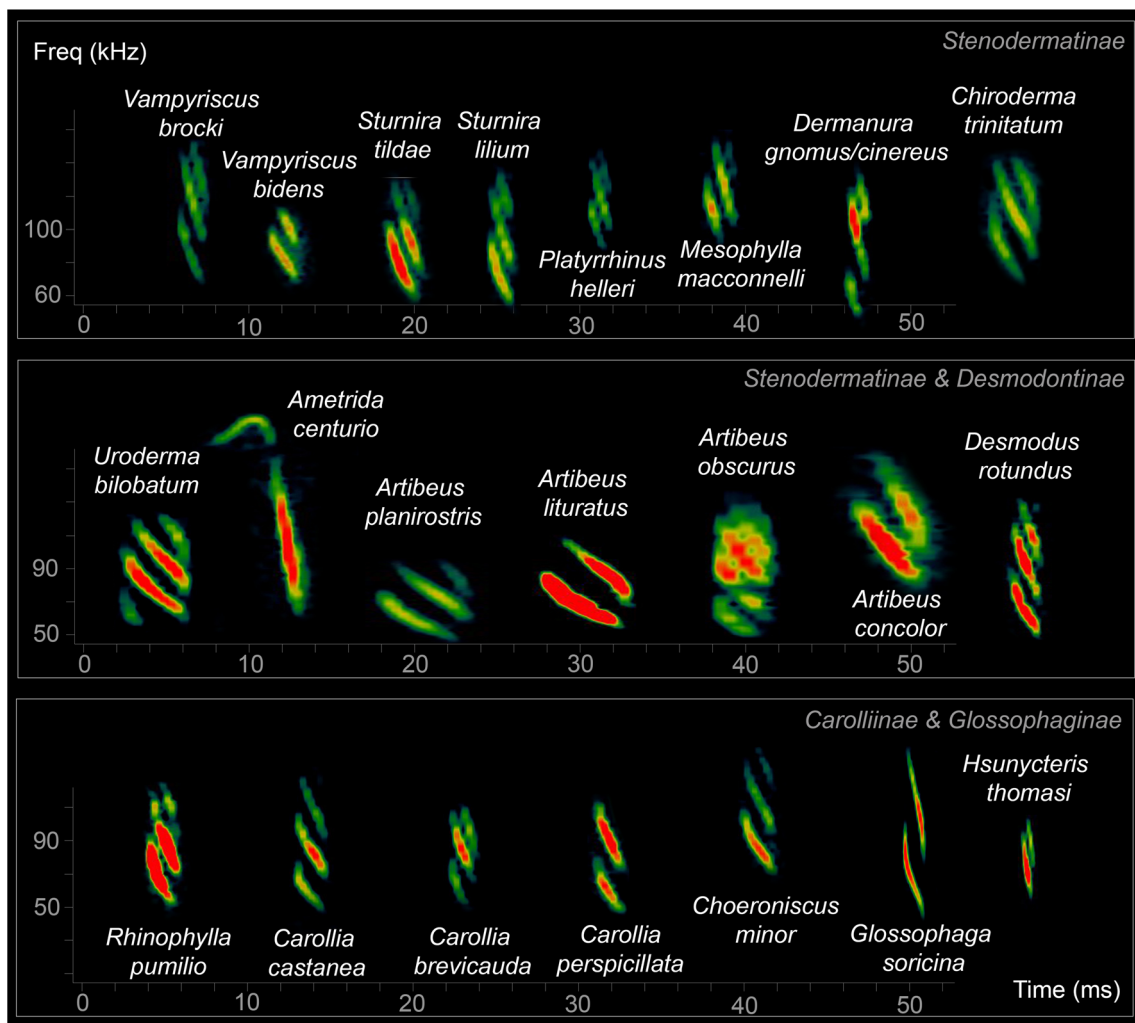 Freq (kHz)
Stenodermatinae
Vampyriscus
brocki
Vampyriscus
bidens
Sturnira
tildae
Sturnira
lilium
Platyrrhinus
helleri
Mesophylla
macconnelli
Dermanura
gnomus/cinereus
Chiroderma
trinitatum
100
60
0 10 20 30 40 50
Stenodermatinae & Desmodontinae
Uroderma
bilobatum
Ametrida
centurio
Artibeus
planirostris
Artibeus
lituratus
Artibeus
obscurus
Artibeus
concolor
Desmodus
rotundus
90
50
0 10 20 30 40 50
Carolliinae & Glossophaginae
Rhinophylla
pumilio
Carollia
castanea
Carollia
brevicauda
Carollia
perspicillata
Choeroniscus
minor
Glossophaga
soricina
Hsunycteris
thomasi
90
50
0 10 20 30 40 50
Time (ms)